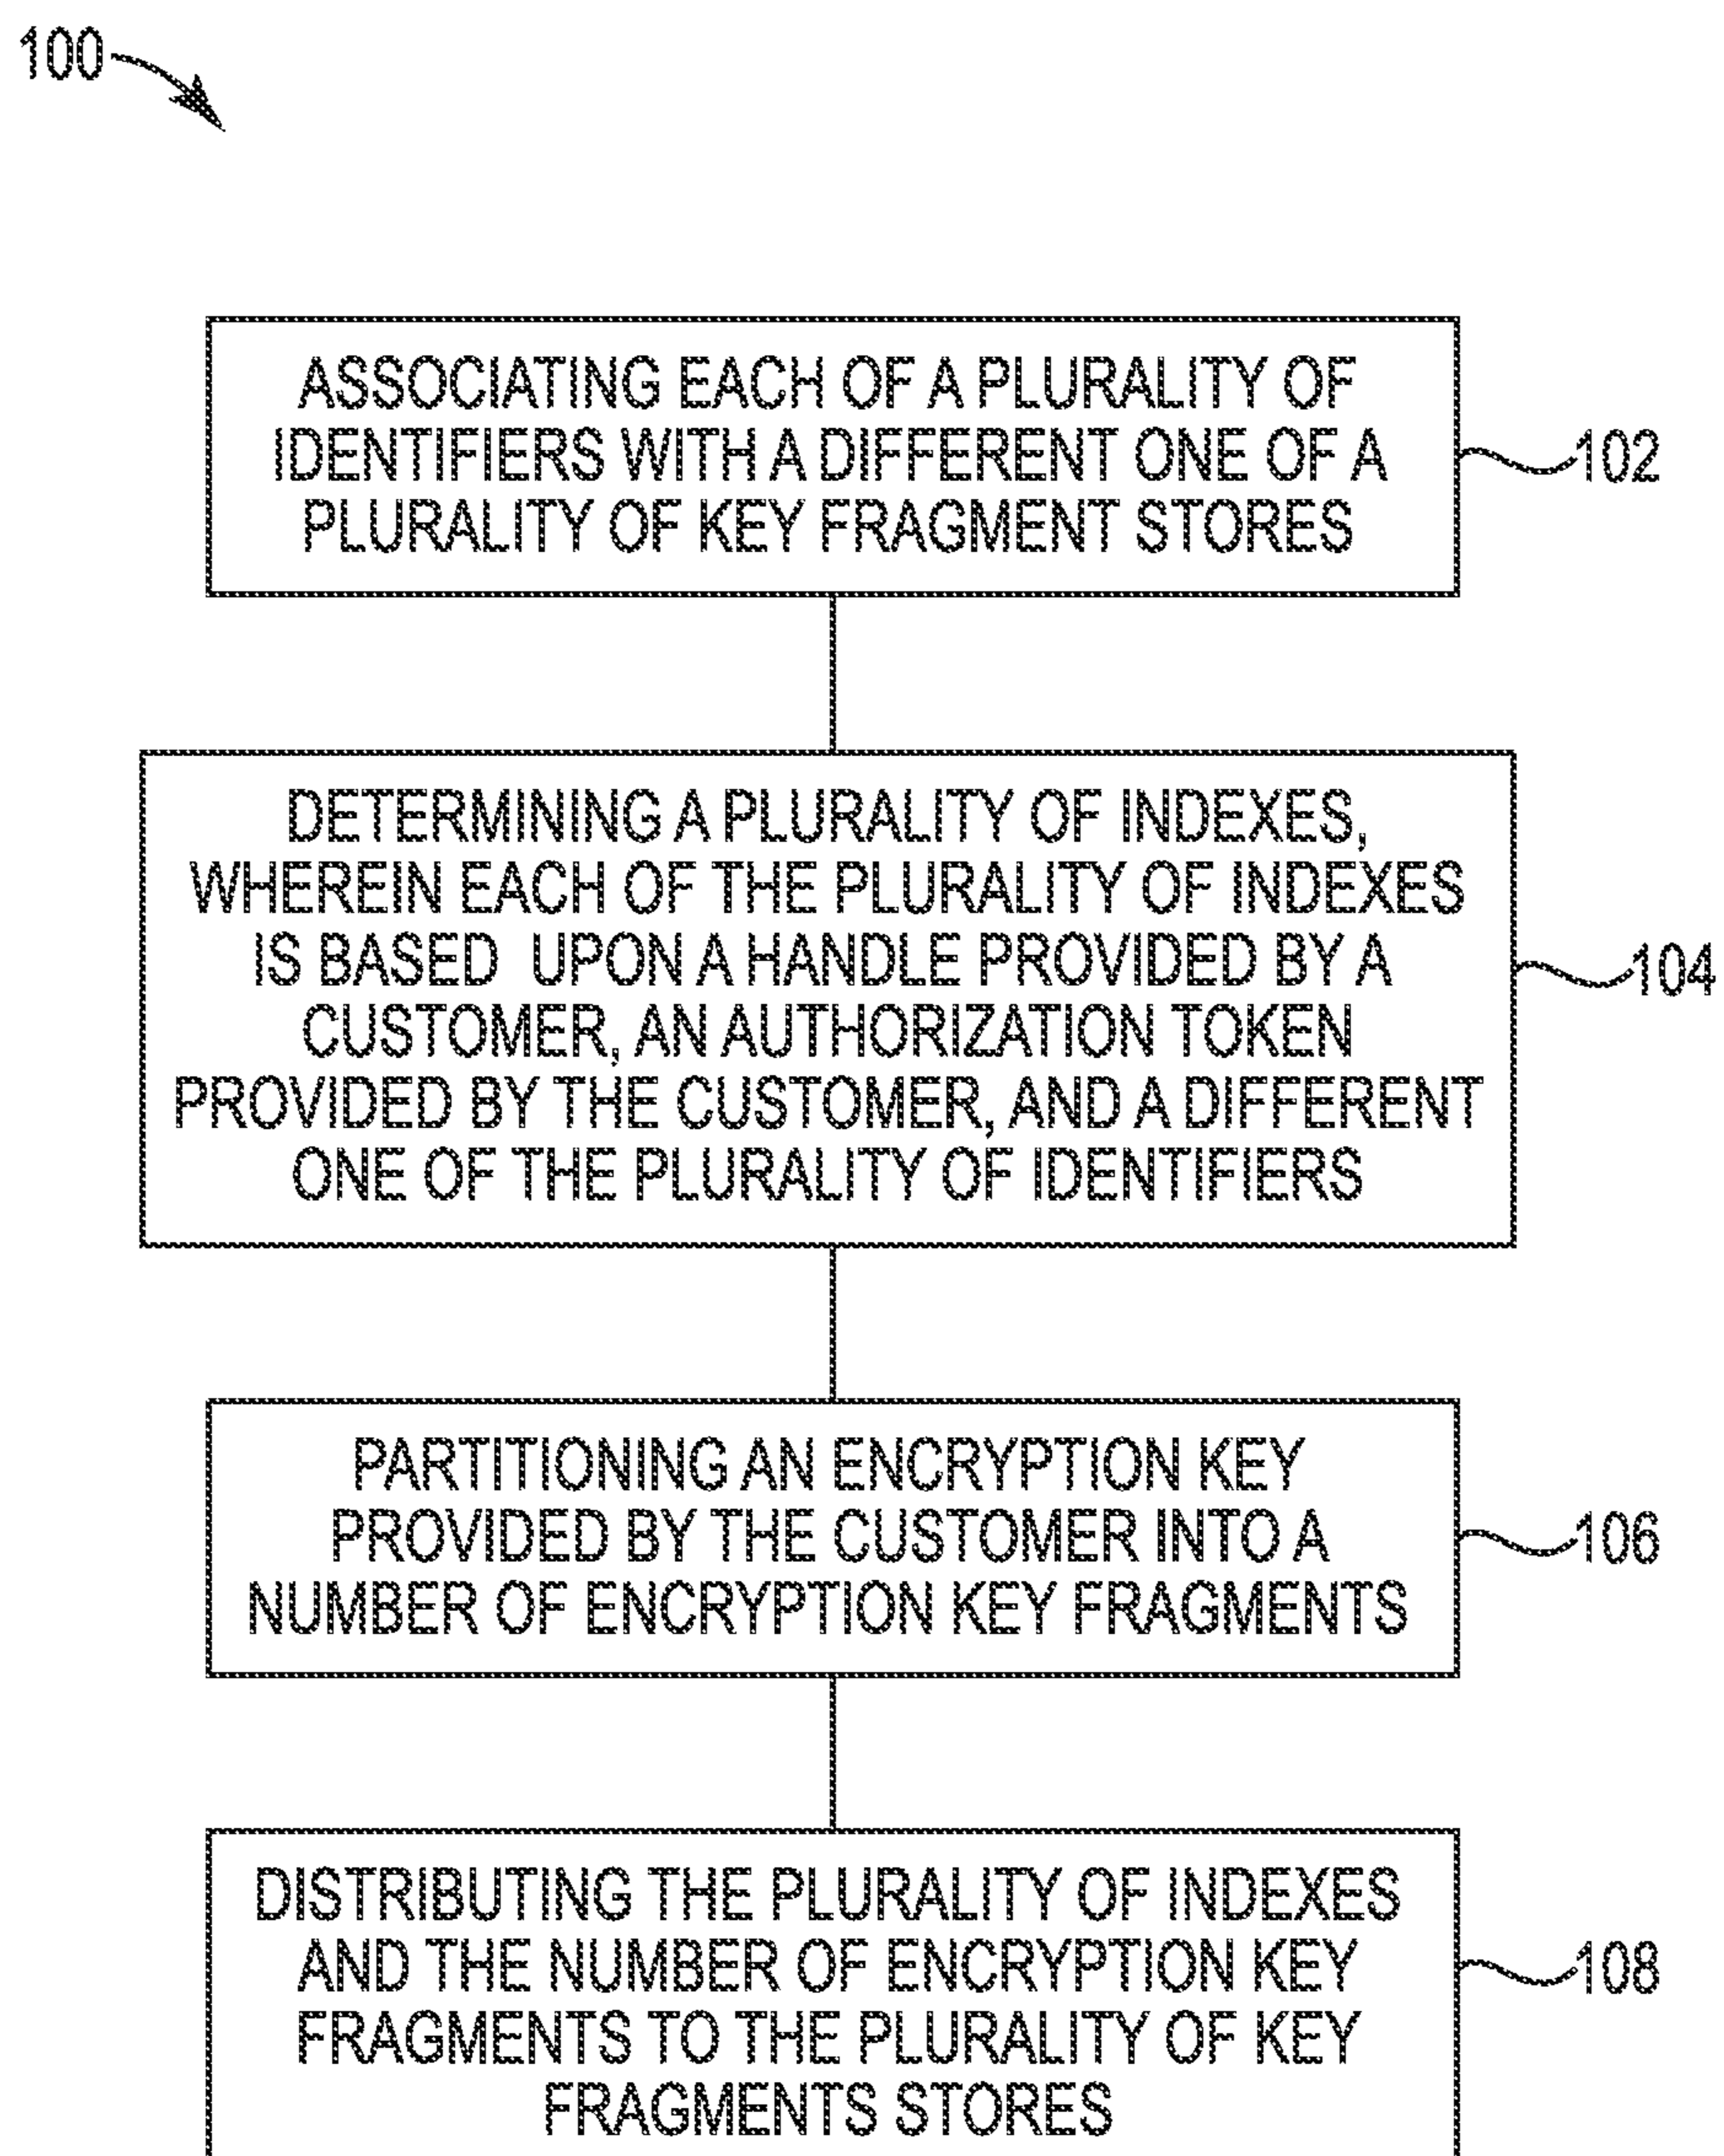 100
ASSOCIATING EACH OF A PLURALITY OF
IDENTIFIERS WITH A DIFFERENT ONE OF A
PLURALITY OF KEY FRAGMENT STORES
102
DETERMINING A PLURALITY OF INDEXES,
WHEREIN EACH OF THE PLURALITY OF INDEXES
IS BASED UPON A HANDLE PROVIDED BY A
CUSTOMER, AN AUTHORIZATION TOKEN
PROVIDED BY THE CUSTOMER, AND A DIFFERENT
ONE OF THE PLURALITY OF IDENTIFIERS
104
PARTITIONING AN ENCRYPTION KEY
PROVIDED BY THE CUSTOMER INTO A
NUMBER OF ENCRYPTION KEY FRAGMENTS
106
DISTRIBUTING THE PLURALITY OF INDEXES
AND THE NUMBER OF ENCRYPTION KEY
FRAGMENTS TO THE PLURALITY OF KEY
FRAGMENTS STORES
108